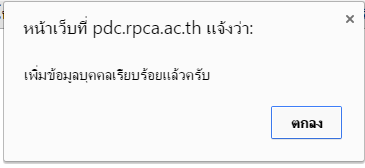 หน้าเว็บที่ pdc.rpca.ac.th แจ้งว่า:
เพิ่มข้อมูลบุคคลเรียบร้อยแล้วครับ
ตกลง